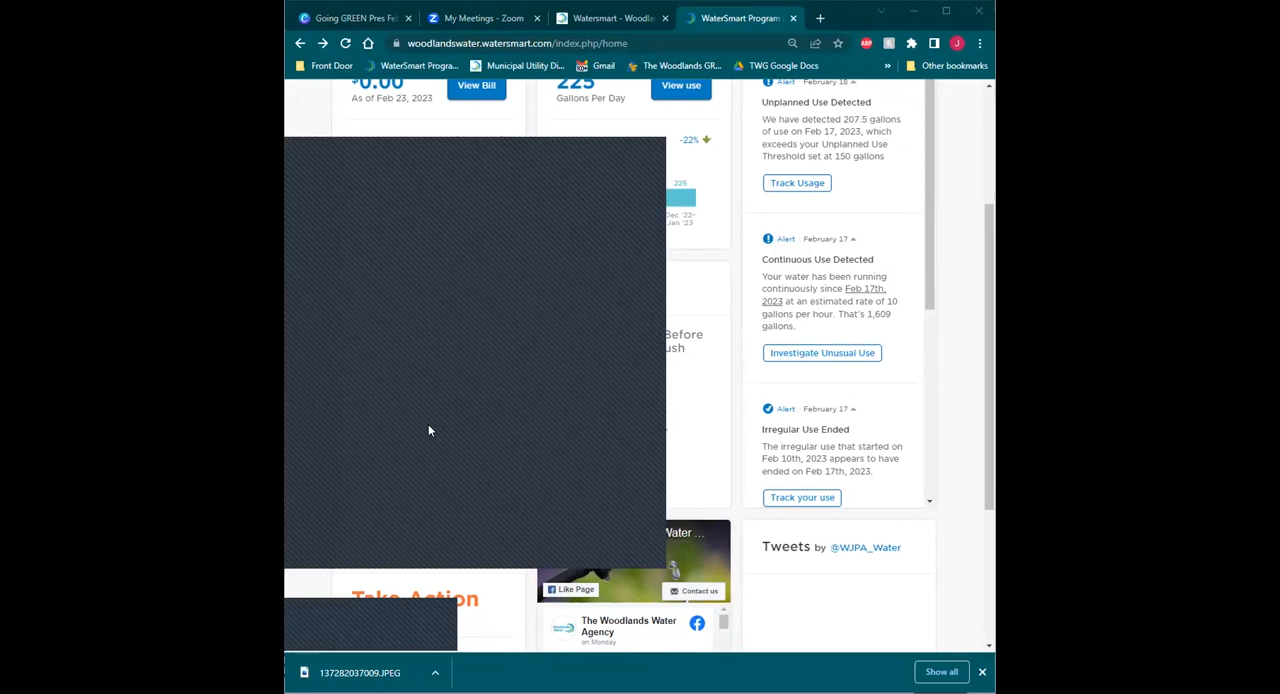 Going GREEN Pres Fe
My Meetings - Zoom
Watersmart - Woodla
WaterSmart Program
woodlandswater.watersmart.com/index.php/home
ABP
J
Front Door
WaterSmart Progra...
Municipal Utility Di...
Gmail
The Woodlands GR...
TWG Google Docs
»
Other bookmarks
$0.00
As of Feb 23, 2023
View Bill
225
Gallons Per Day
View use
-22%
225
Dec '22-
Jan '23
Before
ush
Alert February 18
Unplanned Use Detected
We have detected 207.5 gallons
of use on Feb 17, 2023, which
exceeds your Unplanned Use
Threshold set at 150 gallons
Track Usage
Alert February 17
Continuous Use Detected
Your water has been running
continuously since Feb 17th,
2023 at an estimated rate of 10
gallons per hour. That's 1,609
gallons.
Investigate Unusual Use
Alert February 17
Irregular Use Ended
The irregular use that started on
Feb 10th, 2023 appears to have
ended on Feb 17th, 2023.
Track your use
Take Action
Water ...
Like Page
Contact us
The Woodlands Water
Agency
on Monday
Tweets by @WJPA_Water
137282037009.JPEG
Show all